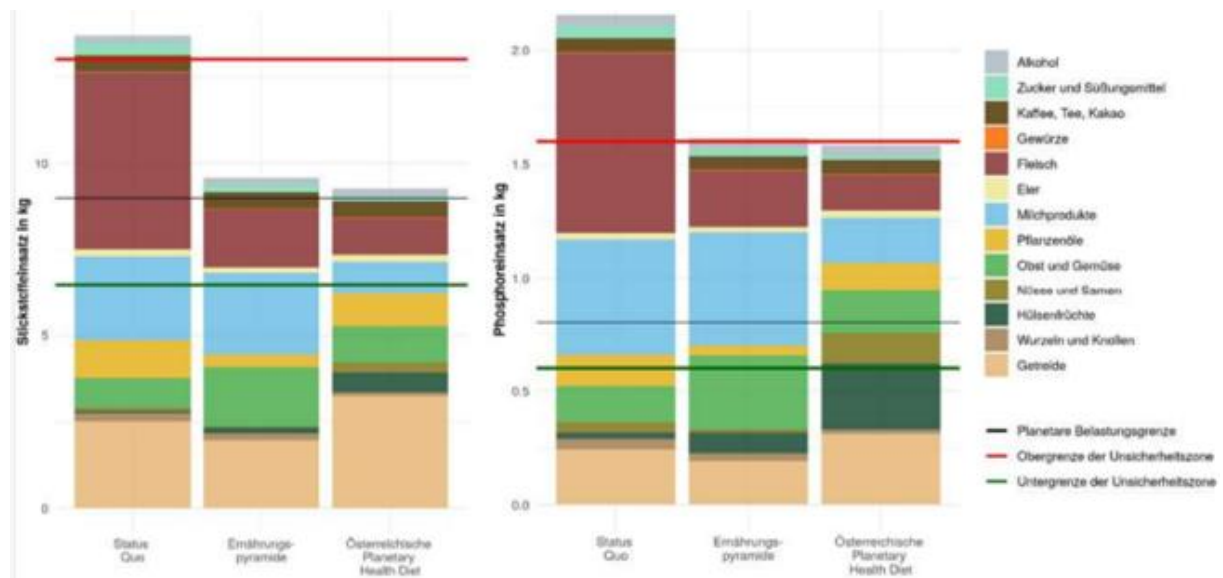 Stickstoffeinsatz in kg
10
5
0
Status
Quo
Ernährungs-
pyramide
Österreichische
Planetary
Health Diet
Phosphoreinsatz in kg
2.0
1.5
1.0
0.5
0.0
Status
Quo
Ernährungs-
pyramide
Österreichische
Planetary
Health Diet
Alkohol
Zucker und Süßungsmittel
Kaffee, Tee, Kakao
Gewürze
Fleisch
Eier
Milchprodukte
Pflanzenöle
Obst und Gemüse
Nüsse und Samen
Hülsenfrüchte
Wurzeln und Knollen
Getreide
Planetare Belastungsgrenze
Obergrenze der Unsicherheitszone
Untergrenze der Unsicherheitszone